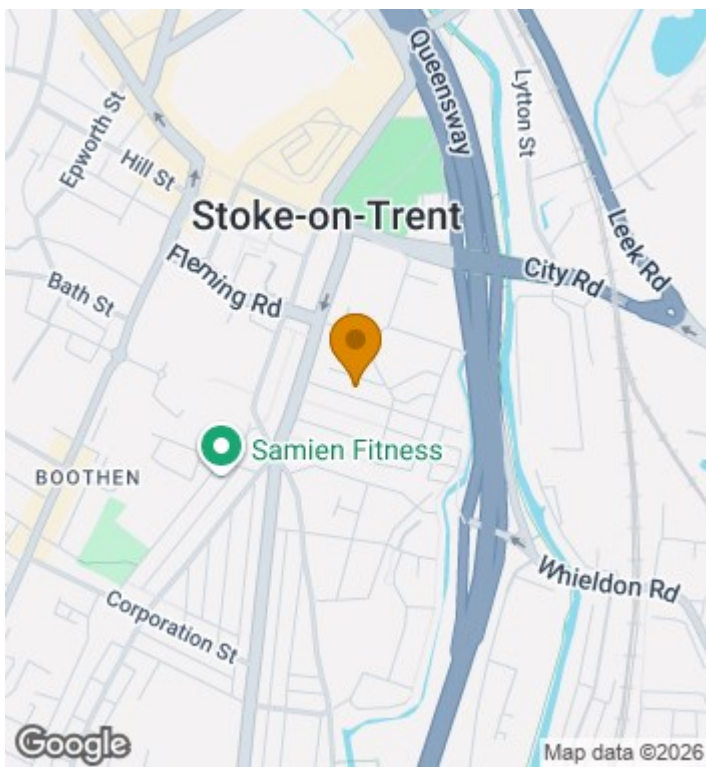 Queensway
Lytton St
Epworth St
Hill St
Leek Rd
Stoke-on-Trent
City Rd
Fleming Rd
Bath St
Samien Fitness
BOOTHEN
Whieldon Rd
Corporation St
Google
Map data ©2026